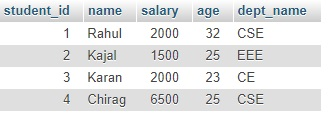 student_id name salary age dept_name
1 Rahul 2000 32 CSE
2 Kajal 1500 25 EEE
3 Karan 2000 23 CE
4 Chirag 6500 25 CSE